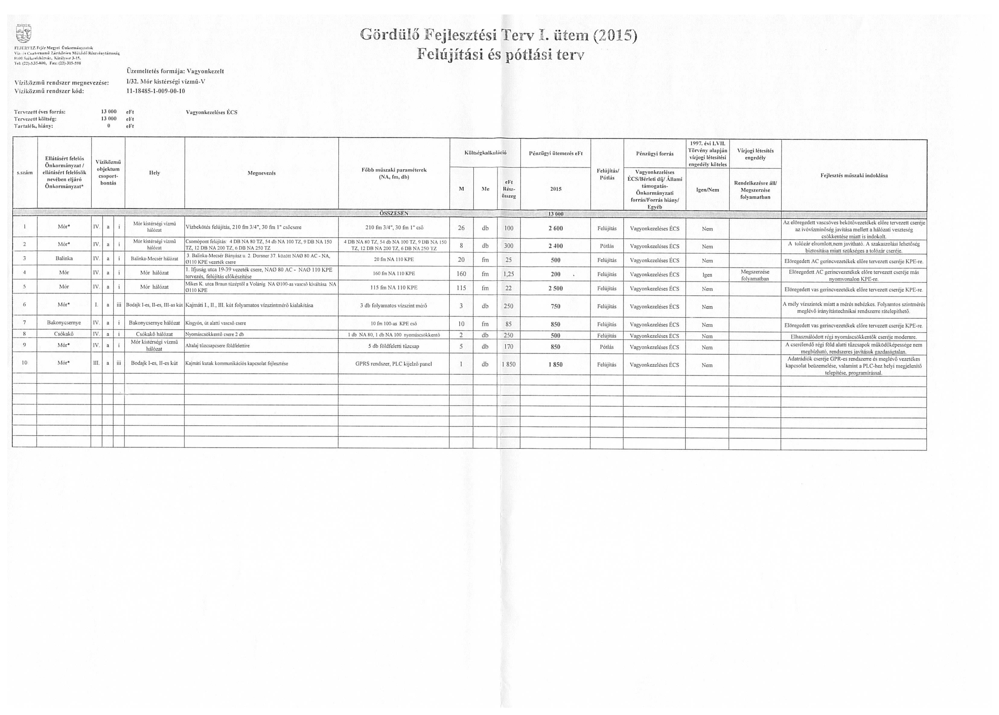 Gördülő Fejlesztési Terv I. ütem (2015)
Felújítási és pótlási terv
FEJÉRVÍZ Fejér Megyei Önkormányzatok
Víz- és Csatornamű Zártkörűen Működő Részvénytársaság
8000 Székesfehérvár, Királysor 3-15.
Tel: (22)-535-800, Fax: (22)-315-598
Üzemeltetés formája: Vagyonkezelt
Víziközmű rendszer megnevezése: I/32. Mór kistérségi vízmű-V
Víziközmű rendszer kód: 11-18485-1-009-00-10
Tervezett éves forrás: 13 000 eFt Vagyonkezeléses ÉCS
Tervezett költség: 13 000 eFt
Tartalék, hiány: 0 eFt
s.szám
Ellátásért felelős
Önkormányzat /
ellátásért felelősök
nevében eljáró
Önkormányzat*
Víziközmű
objektum
csoport-
bontás
Hely
Megnevezés
Főbb műszaki paraméterek
(NA, fm, db)
Költségkalkuláció
M
Me
eFt
Rész-
összeg
Pénzügyi ütemezés eFt
2015
Felújítás/
Pótlás
Pénzügyi forrás
Vagyonkezeléses
ÉCS/Bérleti díj/ Állami
támogatás-
Önkormányzati
forrás/Forrás hiány/
Egyéb
1997. évi LVII.
Törvény alapján
vízjogi létesítési
engedély köteles
Igen/Nem
Vízjogi létesítés
engedély
Rendelkezésre áll/
Megszerzése
folyamatban
Fejlesztés műszaki indoklása
ÖSSZESEN 13 000
1 Mór* IV. a i
Mór kistérségi vízmű
hálózat
Vízbekötés felújítás, 210 fm 3/4", 30 fm 1" csőcsere
210 fm 3/4", 30 fm 1" cső
26 db 100 2 600 Felújítás Vagyonkezeléses ÉCS Nem
Az elöregedett vascsöves bekötővezetékek előre tervezett cseréje
az ivóvízminőség javítása mellett a hálózati veszteség
csökkentése miatt is indokolt.
2 Mór* IV. a i
Mór kistérségi vízmű
hálózat
Csomópont felújítás: 4 DB NA 80 TZ, 54 db NA 100 TZ, 9 DB NA 150
TZ, 12 DB NA 200 TZ, 6 DB NA 250 TZ
4 DB NA 80 TZ, 54 db NA 100 TZ, 9 DB NA 150
TZ, 12 DB NA 200 TZ, 6 DB NA 250 TZ
8 db 300 2 400 Pótlás Vagyonkezeléses ÉCS Nem
A tolózár elromlott,nem javítható. A szakaszolási lehetőség
biztosítása miatt szükséges a tolózár cseréje.
3 Balinka IV. a i Balinka-Mecsér hálózat
3. Balinka-Mecsér Bányász u. 2. Dorsner 37. között NAØ 80 AC - NA,
Ø110 KPE vezeték csere
20 fm NA 110 KPE
20 fm 25 500 Felújítás Vagyonkezeléses ÉCS Nem
Elöregedett AC gerincvezetékek előre tervezett cseréje KPE-re.
4 Mór IV. a i Mór hálózat
1. Ifjuság utca 19-39 vezeték csere, NAØ 80 AC - NAØ 110 KPE
tervezés, felújítás előkészítése
160 fm NA 110 KPE
160 fm 1,25 200 Felújítás Vagyonkezeléses ÉCS Igen
Megszerzése
folyamatban
Elöregedett AC gerincvezetékek előre tervezett cseréje más
nyomvonalon KPE-re.
5 Mór IV. a i Mór hálózat
Mikes K. utca Braun tüzéptől a Volánig NA Ø100-as vascső kiváltása NA
Ø110 KPE
115 fm NA 110 KPE
115 fm 22 2 500 Felújítás Vagyonkezeléses ÉCS Nem
Elöregedett vas gerincvezetékek előre tervezett cseréje KPE-re.
6 Mór* I. a iii Bodajk I-es, II-es, III-as kút
Kajmáti I., II., III. kút folyamatos vízszintmérő kialakítása
3 db folyamatos vízszint mérő
3 db 250 750 Felújítás Vagyonkezeléses ÉCS Nem
A mély vízszintek miatt a mérés nehézkes. Folyamtos szintmérés
meglévő irányítástechnikai rendszerre rátelepíthető.
7 Bakonycsernye IV. a i Bakonycsernye hálózat
Kisgyón, út alatti vascső csere
10 fm 100-as KPE cső
10 fm 85 850 Felújítás Vagyonkezeléses ÉCS Nem
Elöregedett vas gerincvezetékek előre tervezett cseréje KPE-re.
8 Csókakő IV. a i Csókakő hálózat
Nyomáscsökkentő csere 2 db
1 db NA 80, 1 db NA 100 nyomáscsökkentő
2 db 250 500 Felújítás Vagyonkezeléses ÉCS Nem
Elhasználódott régi nyomáscsökkentők cseréje modernre.
9 Mór* IV. a i
Mór kistérségi vízmű
hálózat
Altalaj tűzcsapcsere földfelettire
5 db földfeletti tűzcsap
5 db 170 850 Pótlás Vagyonkezeléses ÉCS Nem
A cserélendő régi föld alatti tűzcsapok működőképessége nem
megbízható, rendszeres javításuk gazdaságtalan.
10 Mór* III. a iii Bodajk I-es, II-es kút
Kajmáti kutak kommunikációs kapcsolat fejlesztése
GPRS rendszer, PLC kijelző panel
1 db 1 850 1 850 Felújítás Vagyonkezeléses ÉCS Nem
Adatrádiók cseréje GPR-es rendszerre és meglévő vezetékes
kapcsolat beüzemelése, valamint a PLC-hez helyi megjelenítő
telepítése, programírással.